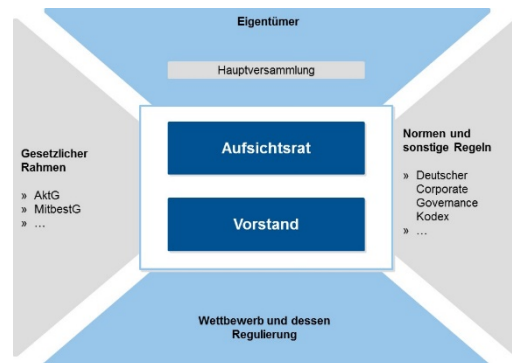 Eigentümer
Hauptversammlung
Gesetzlicher
Rahmen
» AktG
» MitbestG
» ...
Aufsichtsrat
Vorstand
Normen und
sonstige Regeln
» Deutscher
Corporate
Governance
Kodex
» ...
Wettbewerb und dessen
Regulierung